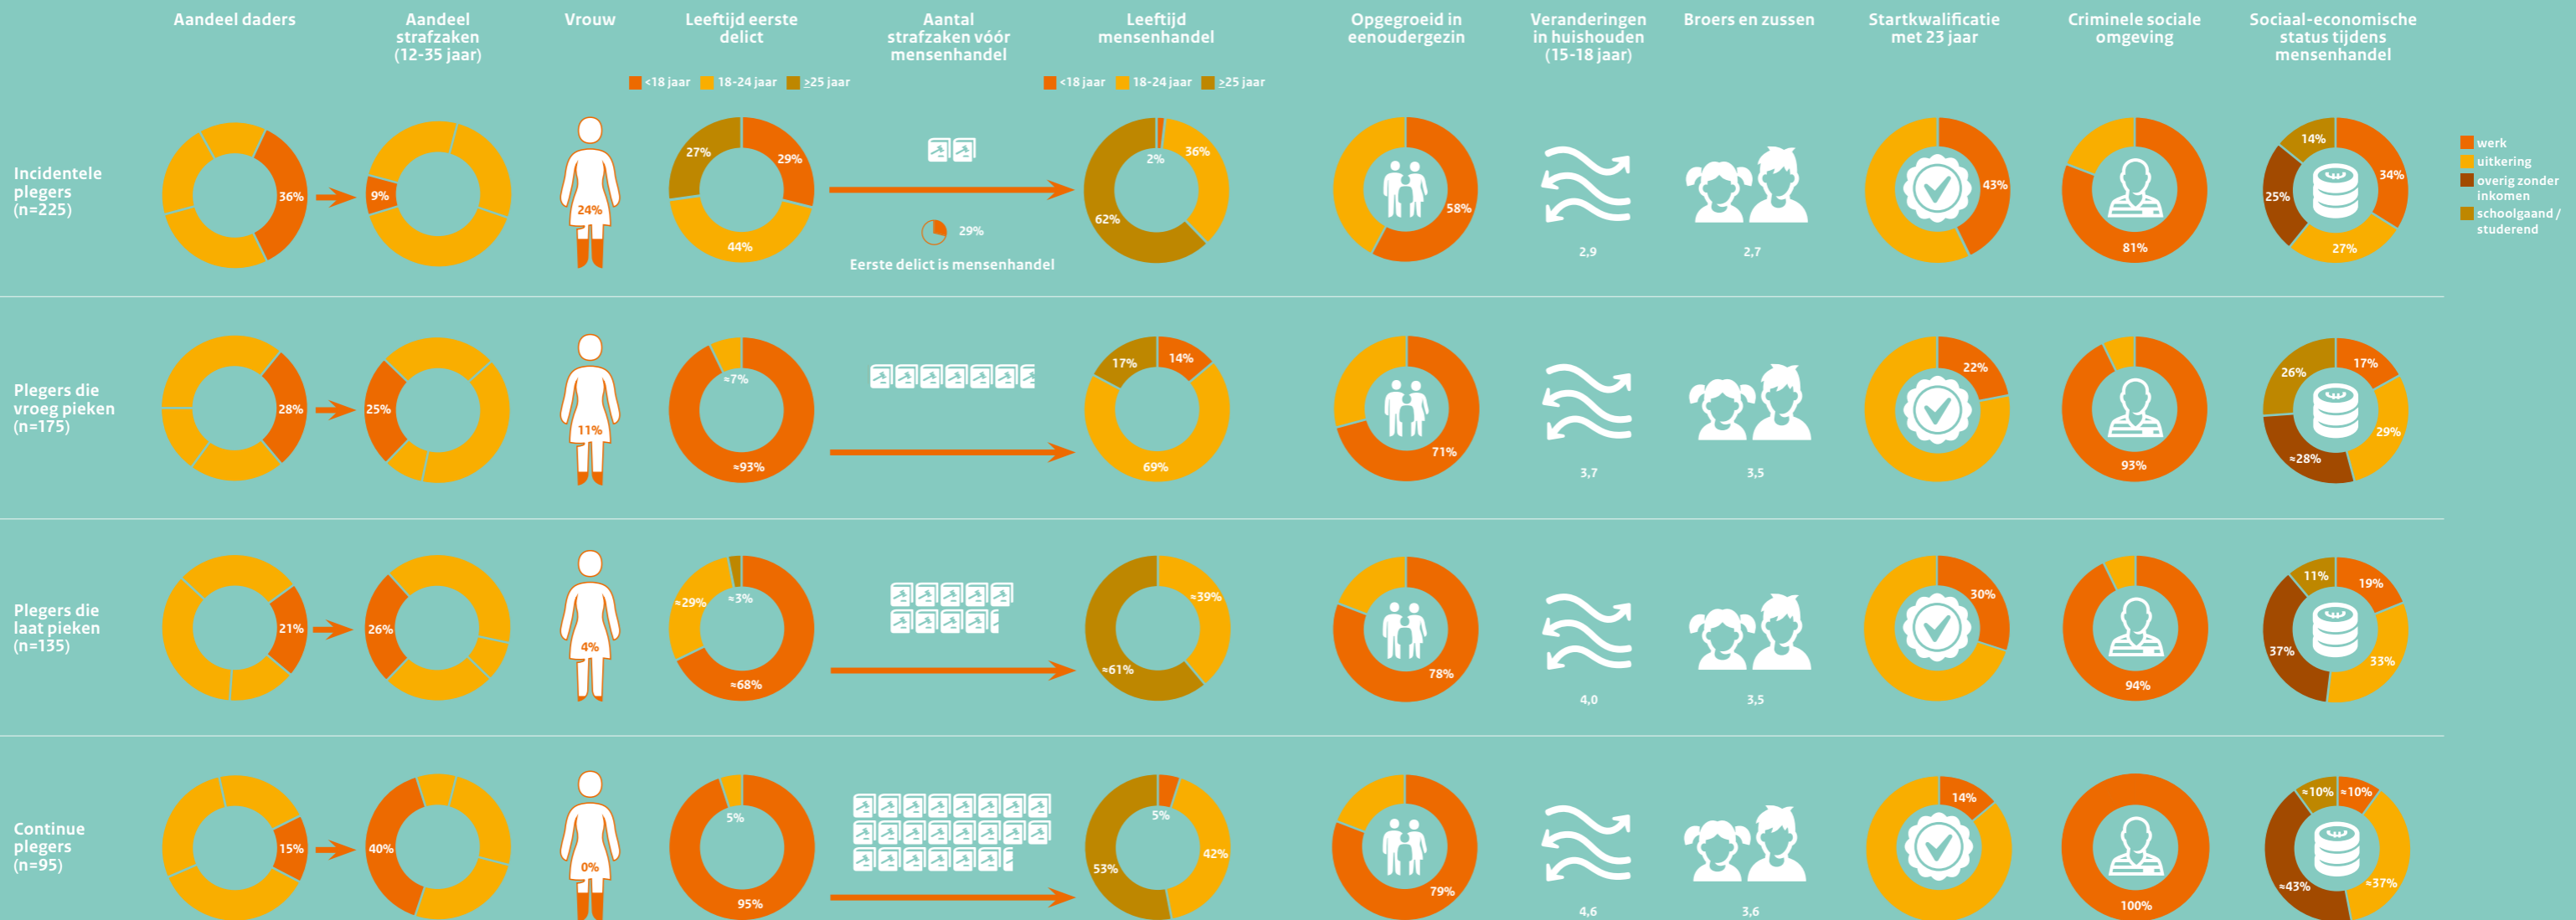 Aandeel daders
Aandeel
strafzaken
(12-35 jaar)
Vrouw
Leeftijd eerste
delict
<18 jaar
18-24 jaar
≥25 jaar
Aantal
strafzaken vóór
mensenhandel
Leeftijd
mensenhandel
<18 jaar
18-24 jaar
≥25 jaar
Opgegroeid in
eenoudergezin
Veranderingen
in huishouden
(15-18 jaar)
Broers en zussen
Startkwalificatie
met 23 jaar
Criminele sociale
omgeving
Sociaal-economische
status tijdens
mensenhandel
werk
uitkering
overig zonder
inkomen
schoolgaand /
studerend
Incidentele
plegers
(n=225)
36%
9%
24%
27%
29%
44%
29%
Eerste delict is mensenhandel
2%
36%
62%
58%
2,9
2,7
43%
81%
14%
34%
25%
27%
Plegers die
vroeg pieken
(n=175)
28%
25%
11%
≈7%
≈93%
17%
14%
69%
71%
3,7
3,5
22%
93%
26%
17%
29%
≈28%
Plegers die
laat pieken
(n=135)
21%
26%
4%
≈29%
≈3%
≈68%
≈39%
≈61%
78%
4,0
3,5
30%
94%
11%
19%
37%
33%
Continue
plegers
(n=95)
15%
40%
0%
5%
95%
5%
42%
53%
79%
4,6
3,6
14%
100%
≈10%
≈10%
≈43%
≈37%